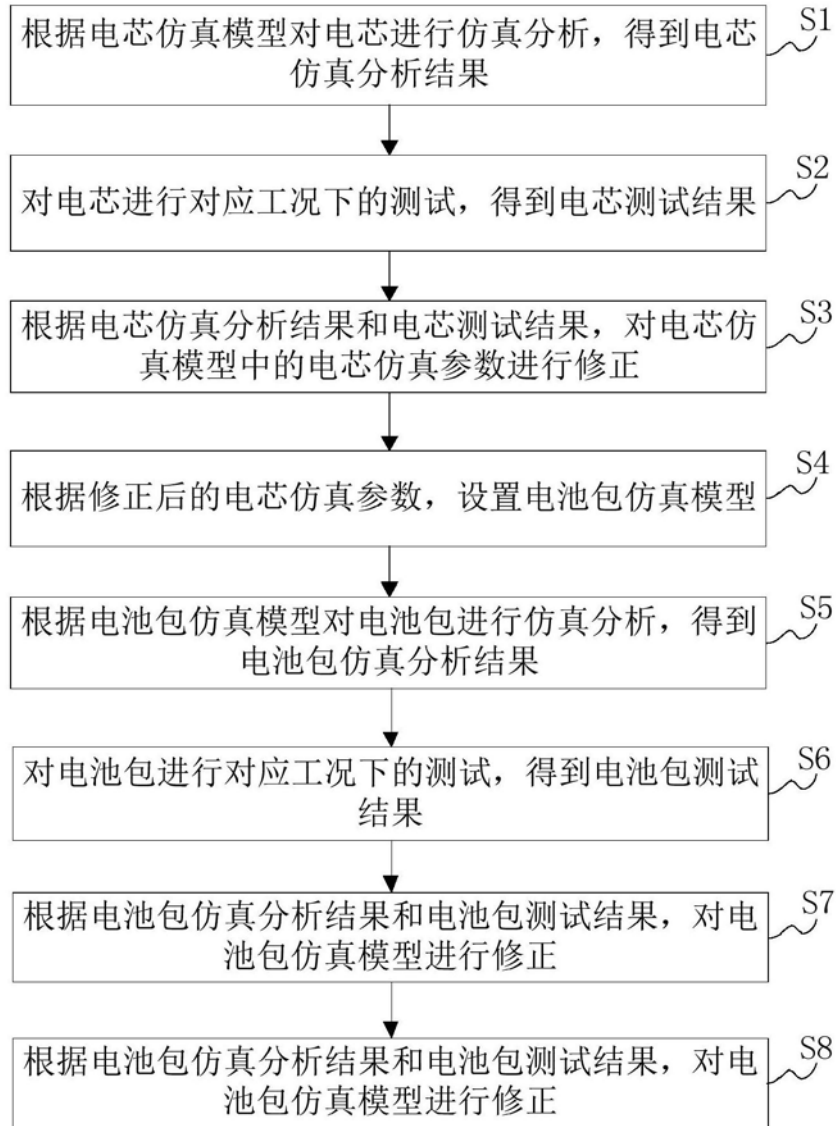 根据电芯仿真模型对电芯进行仿真分析，得到电芯
仿真分析结果
S1
对电芯进行对应工况下的测试，得到电芯测试结果
S2
根据电芯仿真分析结果和电芯测试结果，对电芯仿
真模型中的电芯仿真参数进行修正
S3
根据修正后的电芯仿真参数，设置电池包仿真模型
S4
根据电池包仿真模型对电池包进行仿真分析，得到
电池包仿真分析结果
S5
对电池包进行对应工况下的测试，得到电池包测试
结果
S6
根据电池包仿真分析结果和电池包测试结果，对电
池包仿真模型进行修正
S7
根据电池包仿真分析结果和电池包测试结果，对电
池包仿真模型进行修正
S8